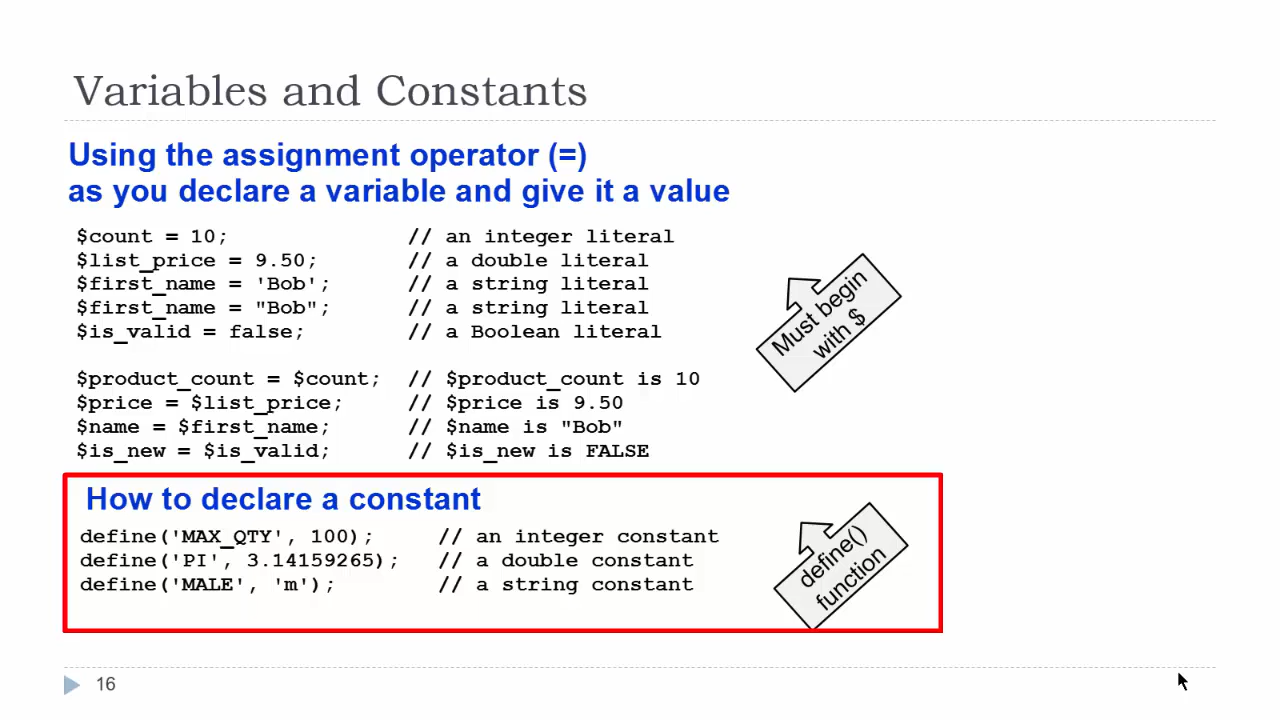 Variables and Constants
Using the assignment operator (=)
as you declare a variable and give it a value
$count = 10; // an integer literal
$list_price = 9.50; // a double literal
$first_name = 'Bob'; // a string literal
$first_name = "Bob"; // a string literal
$is_valid = false; // a Boolean literal
Must begin
with $
$product_count = $count; // $product_count is 10
$price = $list_price; // $price is 9.50
$name = $first_name; // $name is "Bob"
$is_new = $is_valid; // $is_new is FALSE
How to declare a constant
define('MAX_QTY', 100); // an integer constant
define('PI', 3.14159265); // a double constant
define('MALE', 'm'); // a string constant
define()
function
16